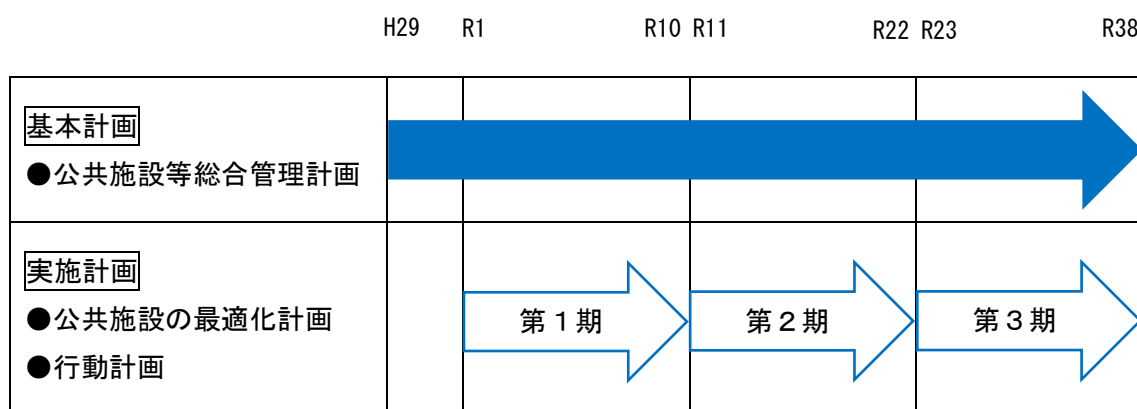 H29 R1 R10 R11 R22 R23 R38
基本計画
●公共施設等総合管理計画
実施計画
●公共施設の最適化計画
●行動計画
第１期 第２期 第３期